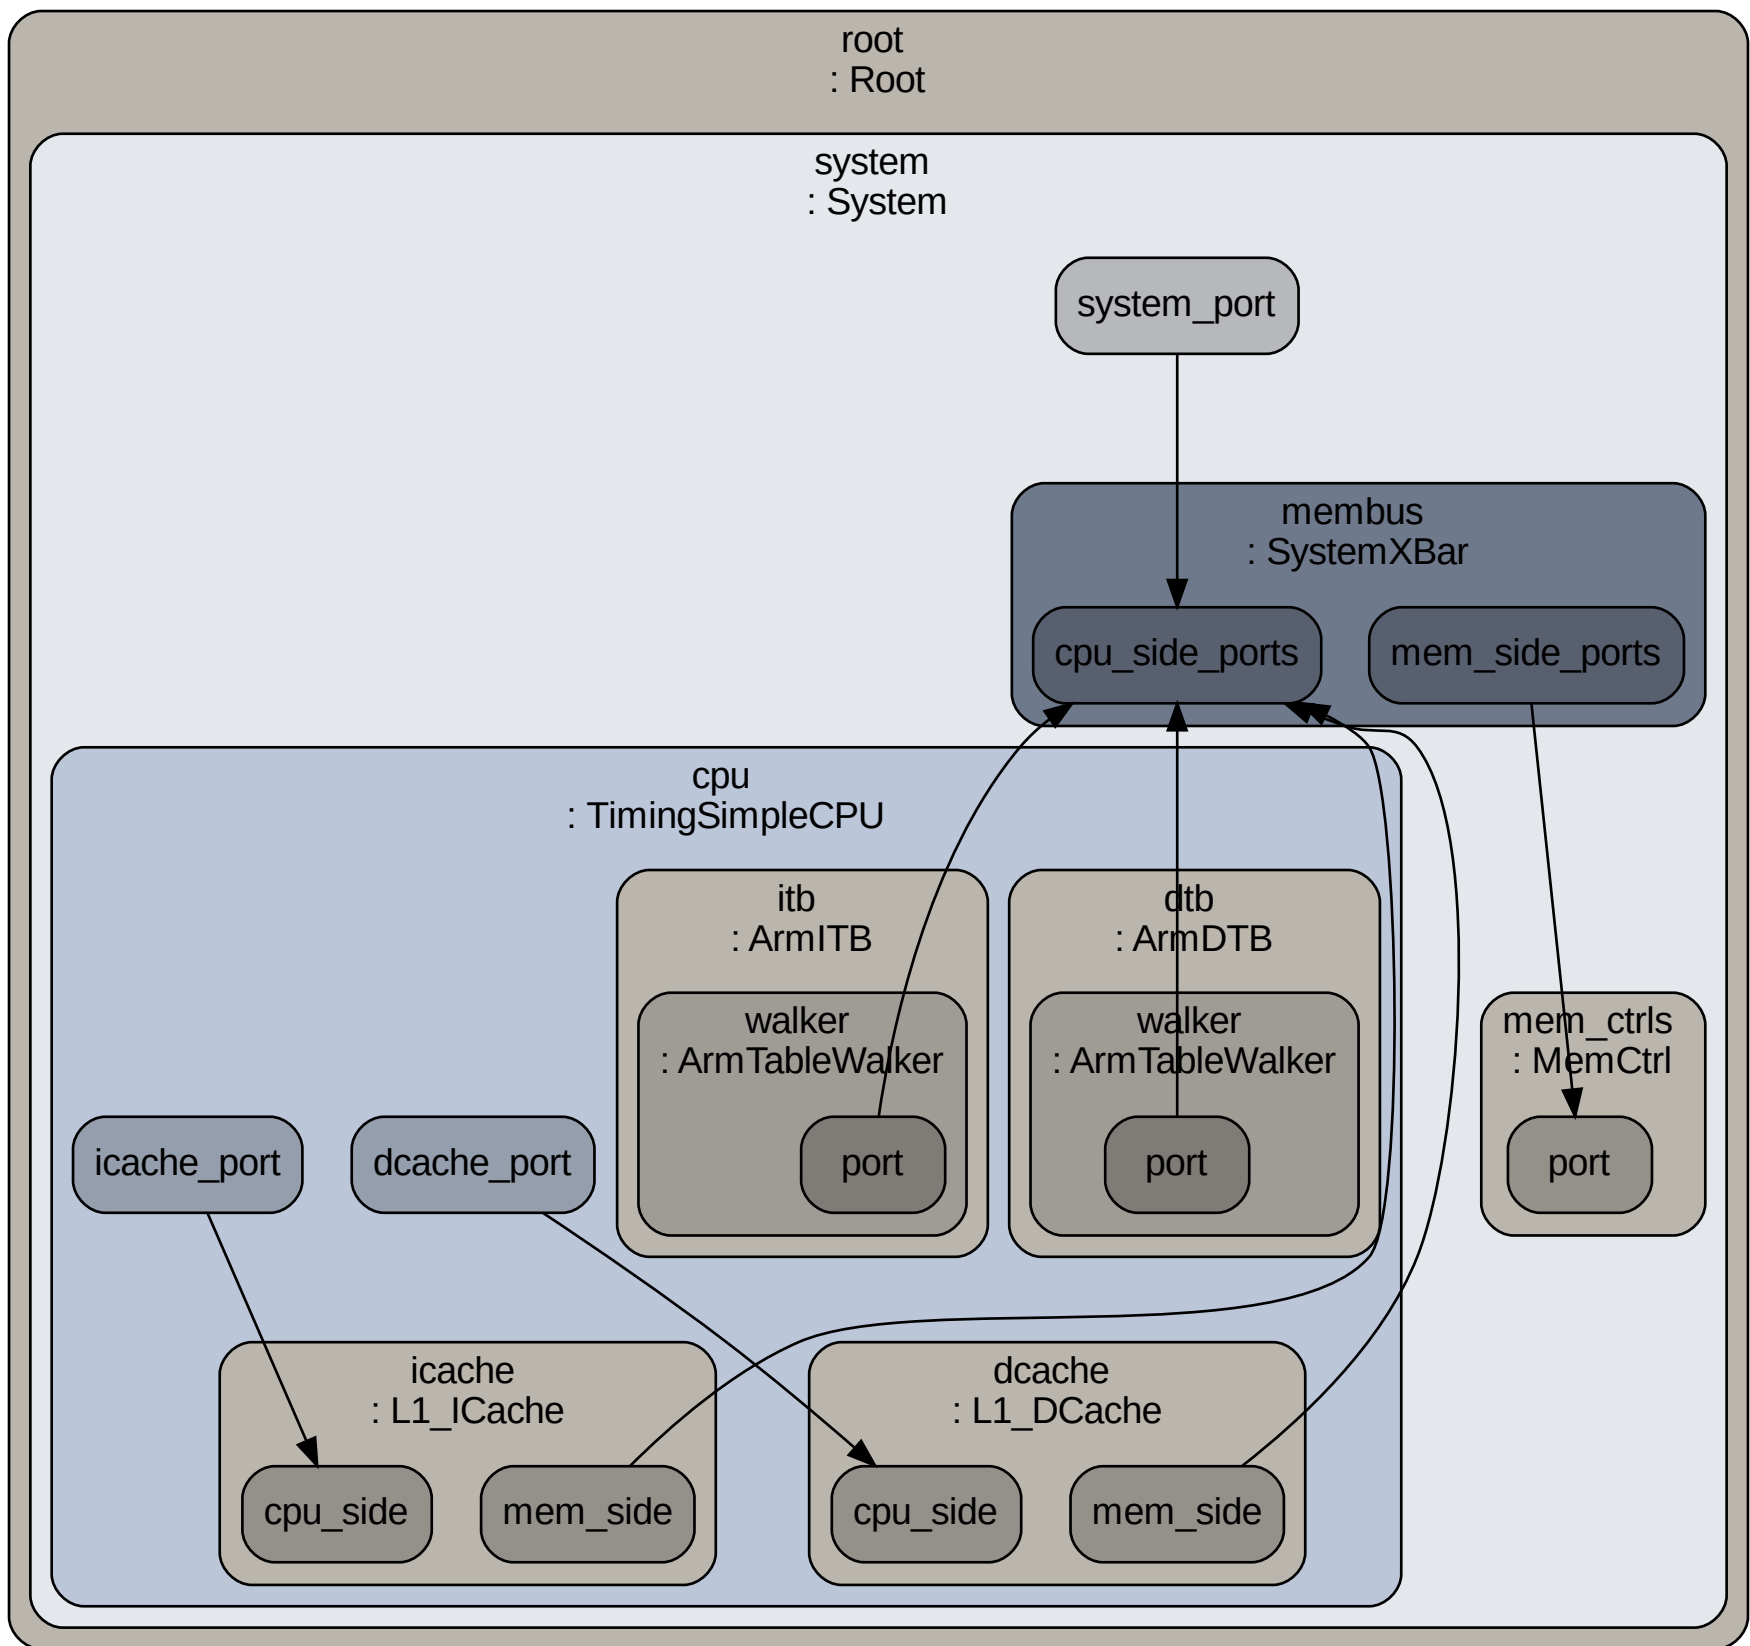 root
: Root
system
: System
system_port
membus
: SystemXBar
cpu_side_ports
mem_side_ports
cpu
: TimingSimpleCPU
itb
: ArmITB
dtb
: ArmDTB
walker
: ArmTableWalker
walker
: ArmTableWalker
mem_ctrls
: MemCtrl
icache_port
dcache_port
port
port
port
icache
: L1_ICache
dcache
: L1_DCache
cpu_side
mem_side
cpu_side
mem_side